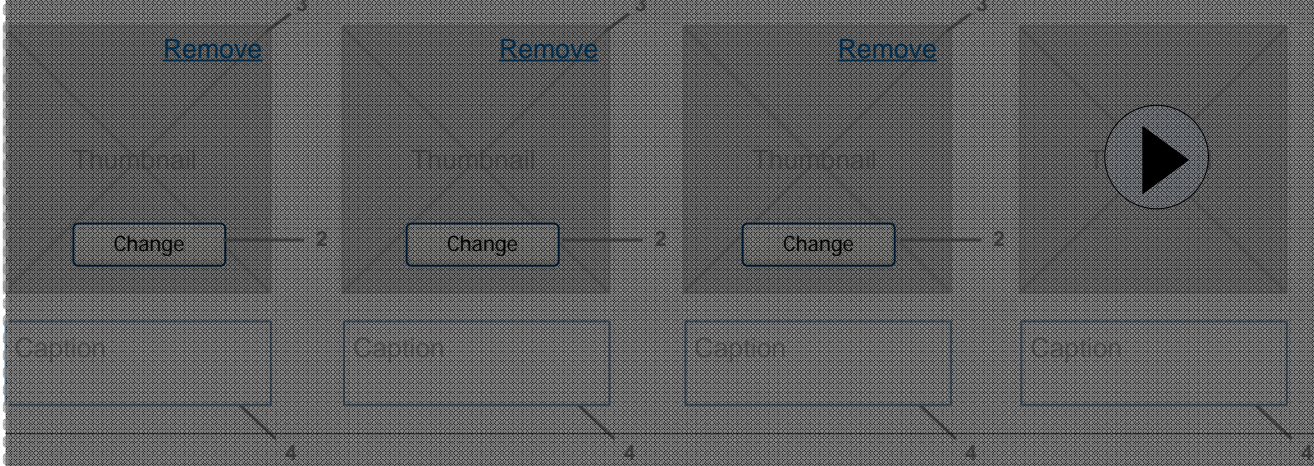 3 3 3
Remove Remove Remove
Thumbnail Thumbnail Thumbnail T
Change 2 Change 2 Change 2
Caption Caption Caption Caption
4 4 4 4